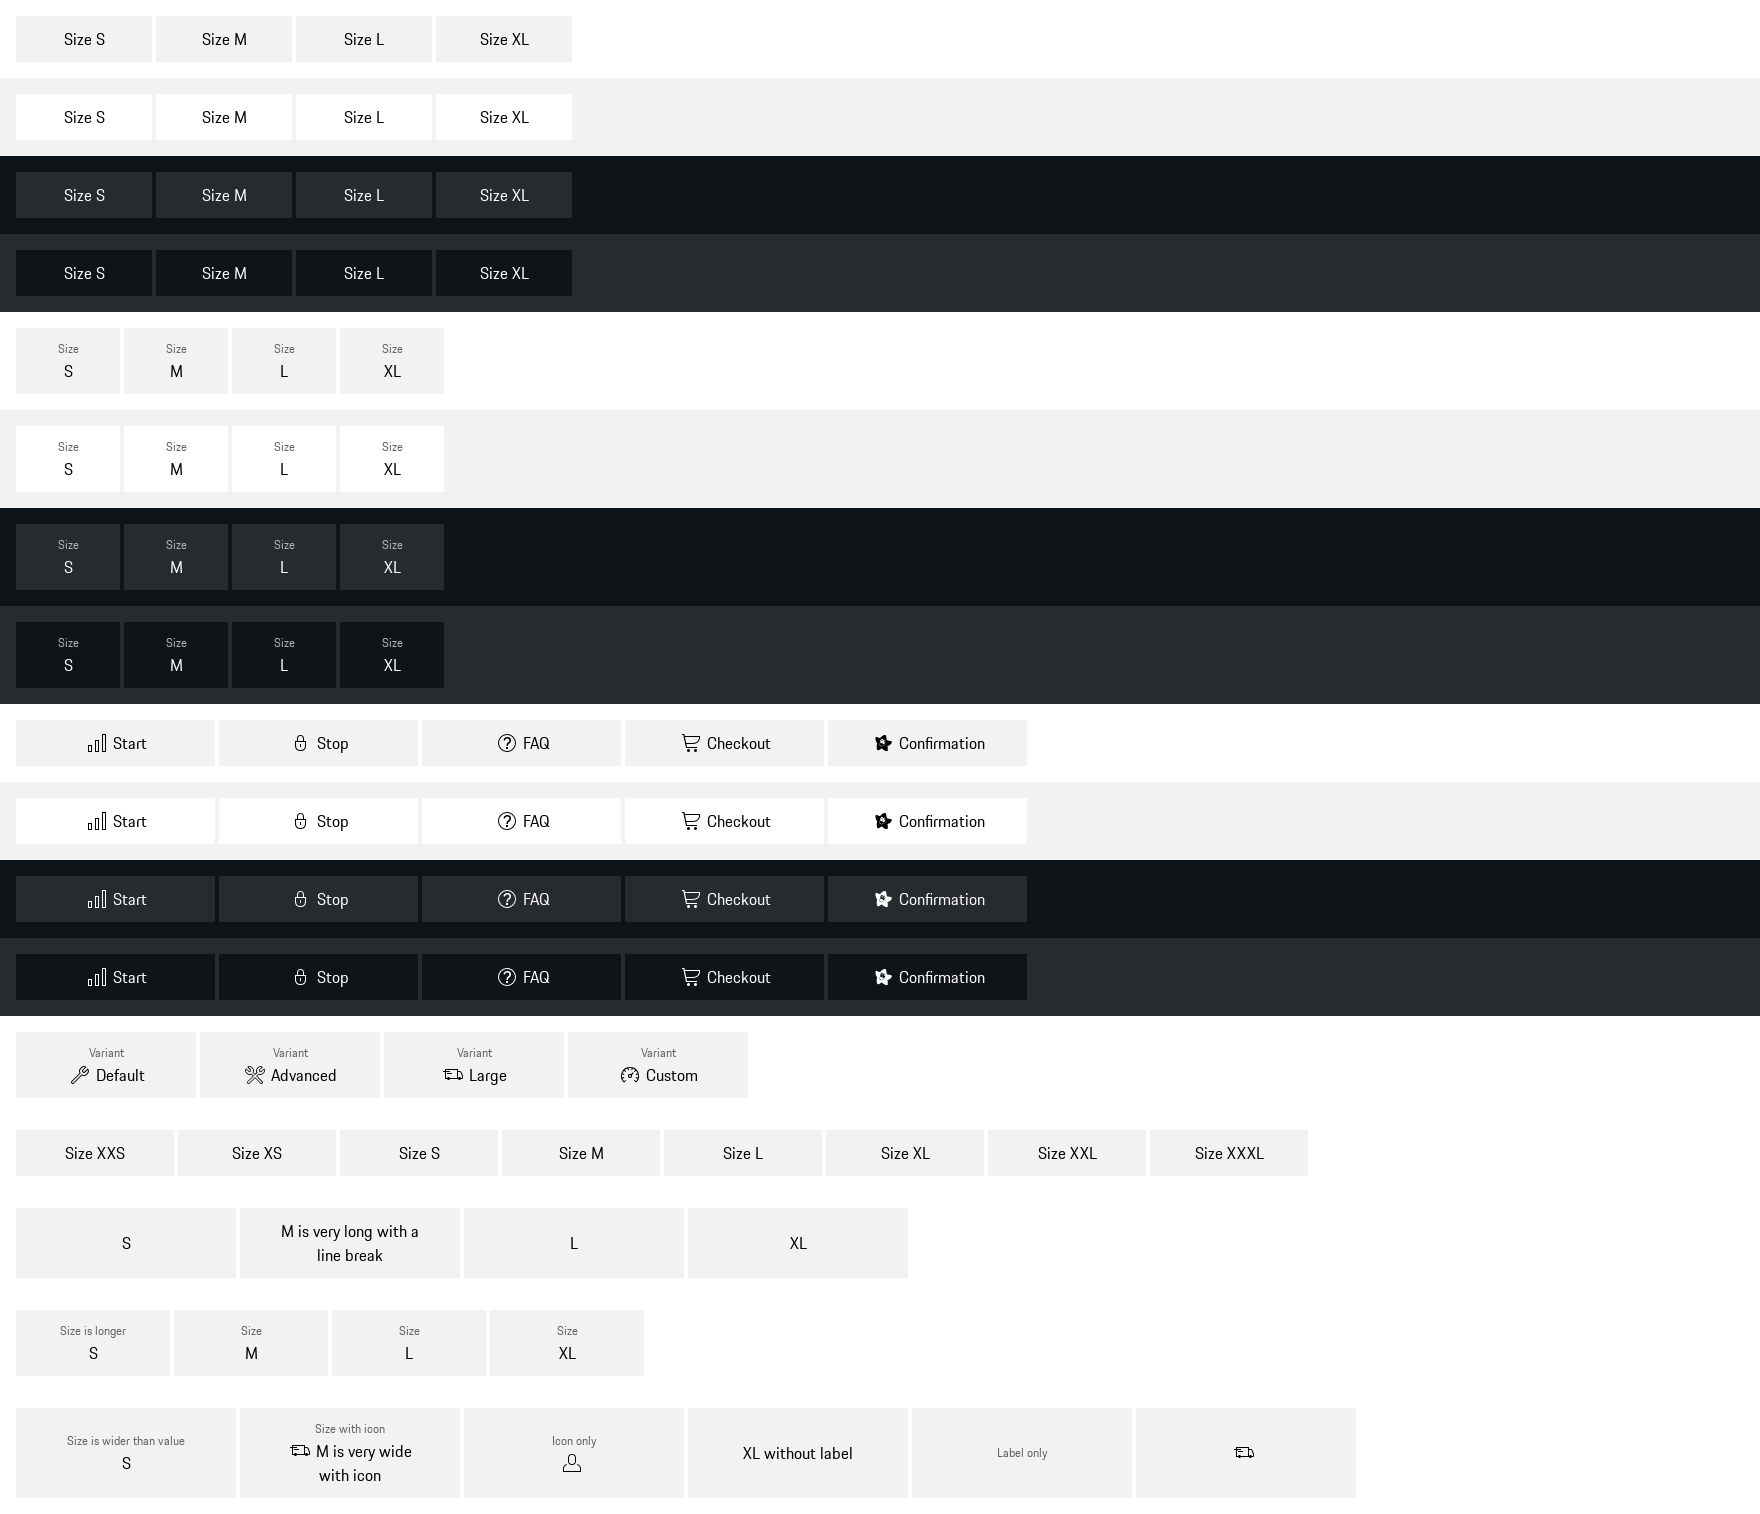 Size S Size M Size L Size XL
Size S Size M Size L Size XL
Size S Size M Size L Size XL
Size S Size M Size L Size XL
Size Size Size Size
S M L XL
Size Size Size Size
S M L XL
Size Size Size Size
S M L XL
Size Size Size Size
S M L XL
Start Stop FAQ Checkout Confirmation
Start Stop FAQ Checkout Confirmation
Start Stop FAQ Checkout Confirmation
Start Stop FAQ Checkout Confirmation
Variant Variant Variant Variant
Default Advanced Large Custom
Size XXS Size XS Size S Size M Size L Size XL Size XXL Size XXXL
S
M is very long with a
line break
L
XL
Size is longer Size Size Size
S M L XL
Size is wider than value
S
Size with icon
M is very wide
with icon
Icon only
XL without label
Label only